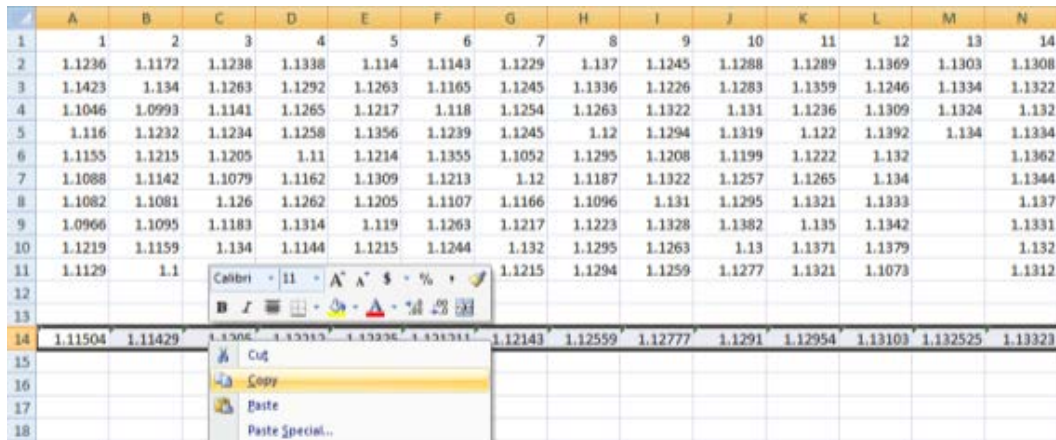 A B C D E F G H I J K L M N
1 1 2 3 4 5 6 7 8 9 10 11 12 13 14
2 1.1236 1.1172 1.1238 1.1338 1.114 1.1143 1.1229 1.137 1.1245 1.1288 1.1289 1.1369 1.1303 1.1308
3 1.1423 1.134 1.1263 1.1292 1.1263 1.1165 1.1245 1.1336 1.1226 1.1283 1.1359 1.1246 1.1334 1.1322
4 1.1046 1.0993 1.1141 1.1265 1.1217 1.118 1.1254 1.1263 1.1322 1.131 1.1236 1.1309 1.1324 1.132
5 1.116 1.1232 1.1234 1.1258 1.1356 1.1239 1.1245 1.12 1.1294 1.1319 1.122 1.1392 1.134 1.1334
6 1.1155 1.1215 1.1205 1.11 1.1214 1.1355 1.1052 1.1295 1.1208 1.1199 1.1222 1.132 1.1362
7 1.1088 1.1142 1.1079 1.1162 1.1309 1.1213 1.12 1.1187 1.1322 1.1257 1.1265 1.134 1.1344
8 1.1082 1.1081 1.126 1.1262 1.1205 1.1107 1.1166 1.1096 1.131 1.1295 1.1321 1.1333 1.137
9 1.0966 1.1095 1.1183 1.1314 1.119 1.1263 1.1217 1.1223 1.1328 1.1382 1.135 1.1342 1.1331
10 1.1219 1.1159 1.134 1.1144 1.1215 1.1244 1.132 1.1295 1.1263 1.13 1.1371 1.1379 1.132
11 1.1129 1.1 1.1215 1.1294 1.1259 1.1277 1.1321 1.1073 1.1312
Calibri 11 A A $ % ,
12
B I A .00 .00
13
14 1.11504 1.11429 1.1205 1.12143 1.12559 1.12777 1.1291 1.12954 1.13103 1.132525 1.13323
15 Cut
16 Copy
17 Paste
18 Paste Special...